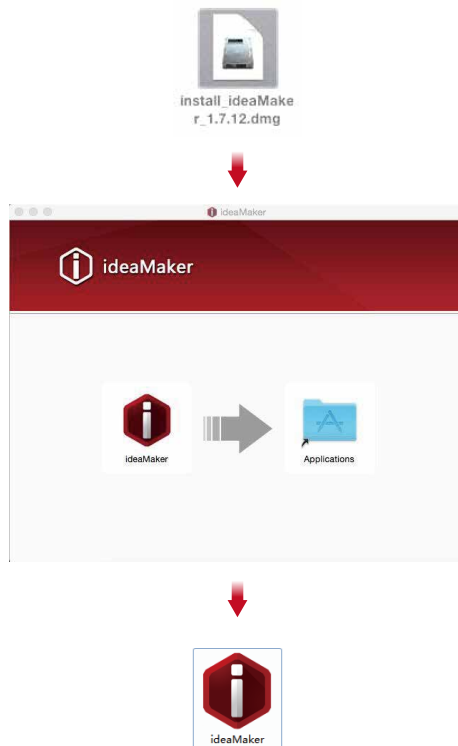 install_ideaMake
r_1.7.12.dmg
ideaMaker
ideaMaker
ideaMaker
Applications
ideaMaker